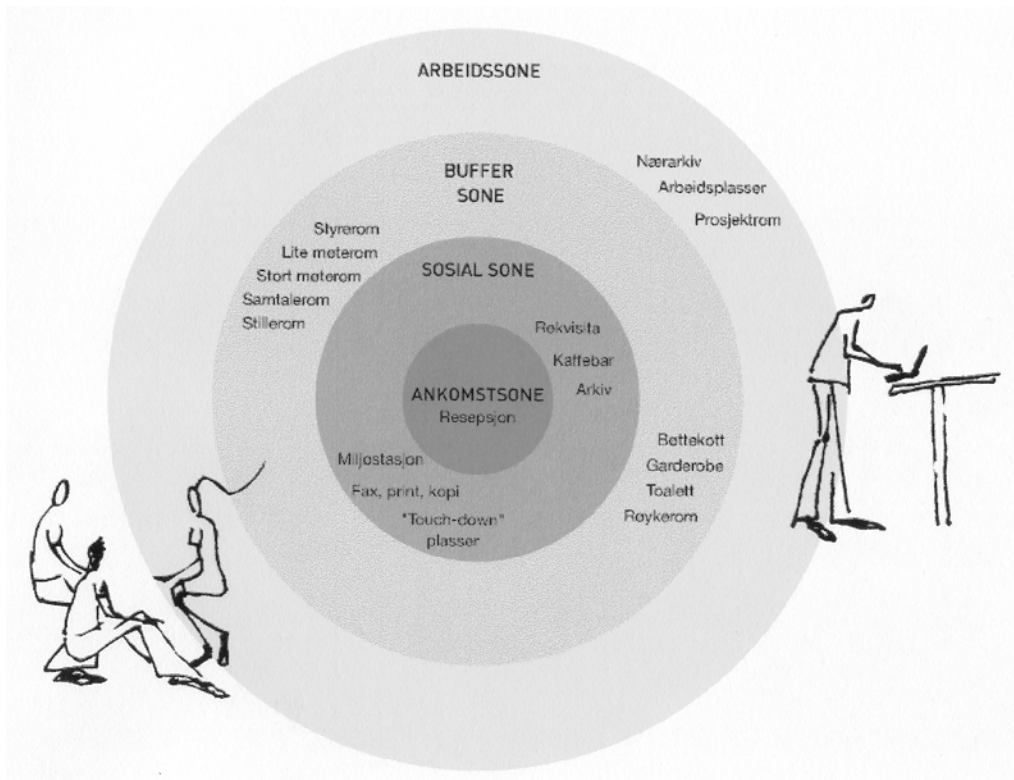 ARBEIDSSONE
BUFFER
SONE
Nærarkiv
Arbeidsplasser
Prosjektrom
Styrerom
Lite møterom
Stort møterom
Samtalerom
Stillerom
SOSIAL SONE
Rekvisita
Kaffebar
Arkiv
ANKOMSTSONE
Resepsjon
Miljøstasjon
Fax, print, kopi
"Touch-down"
plasser
Bøttekott
Garderobe
Toalett
Røykerom